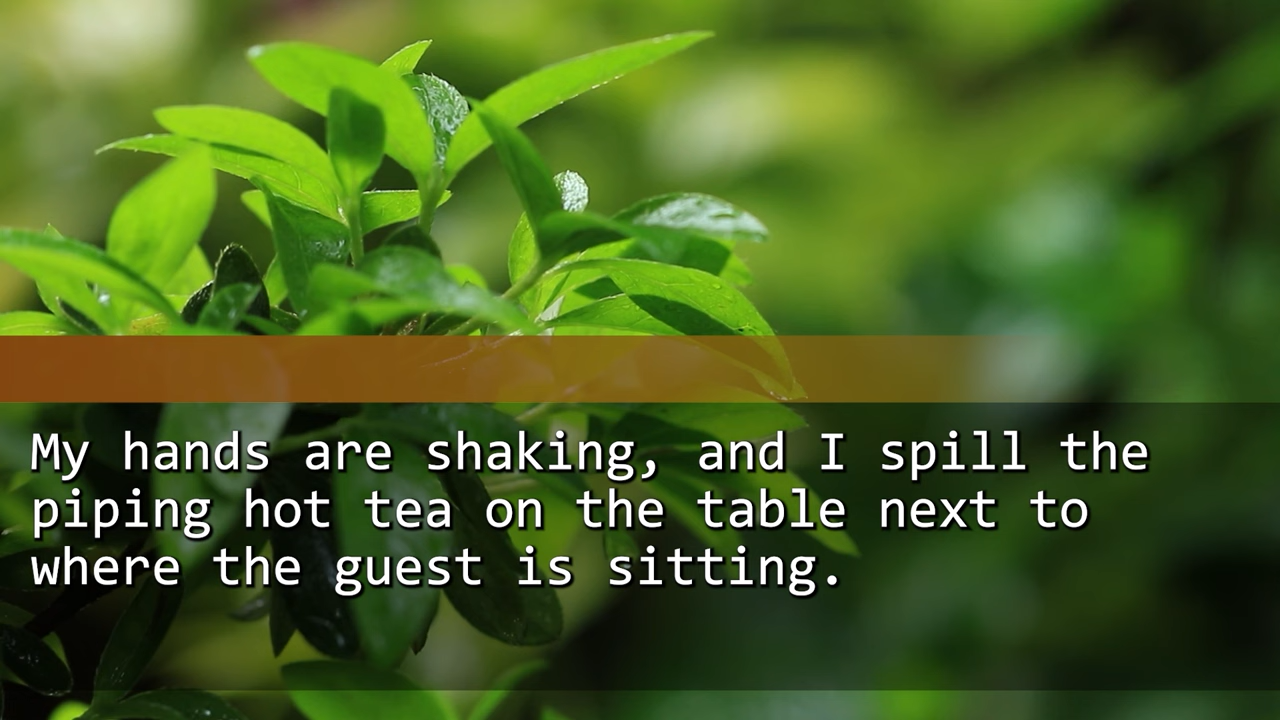 My hands are shaking, and I spill the
piping hot tea on the table next to
where the guest is sitting.